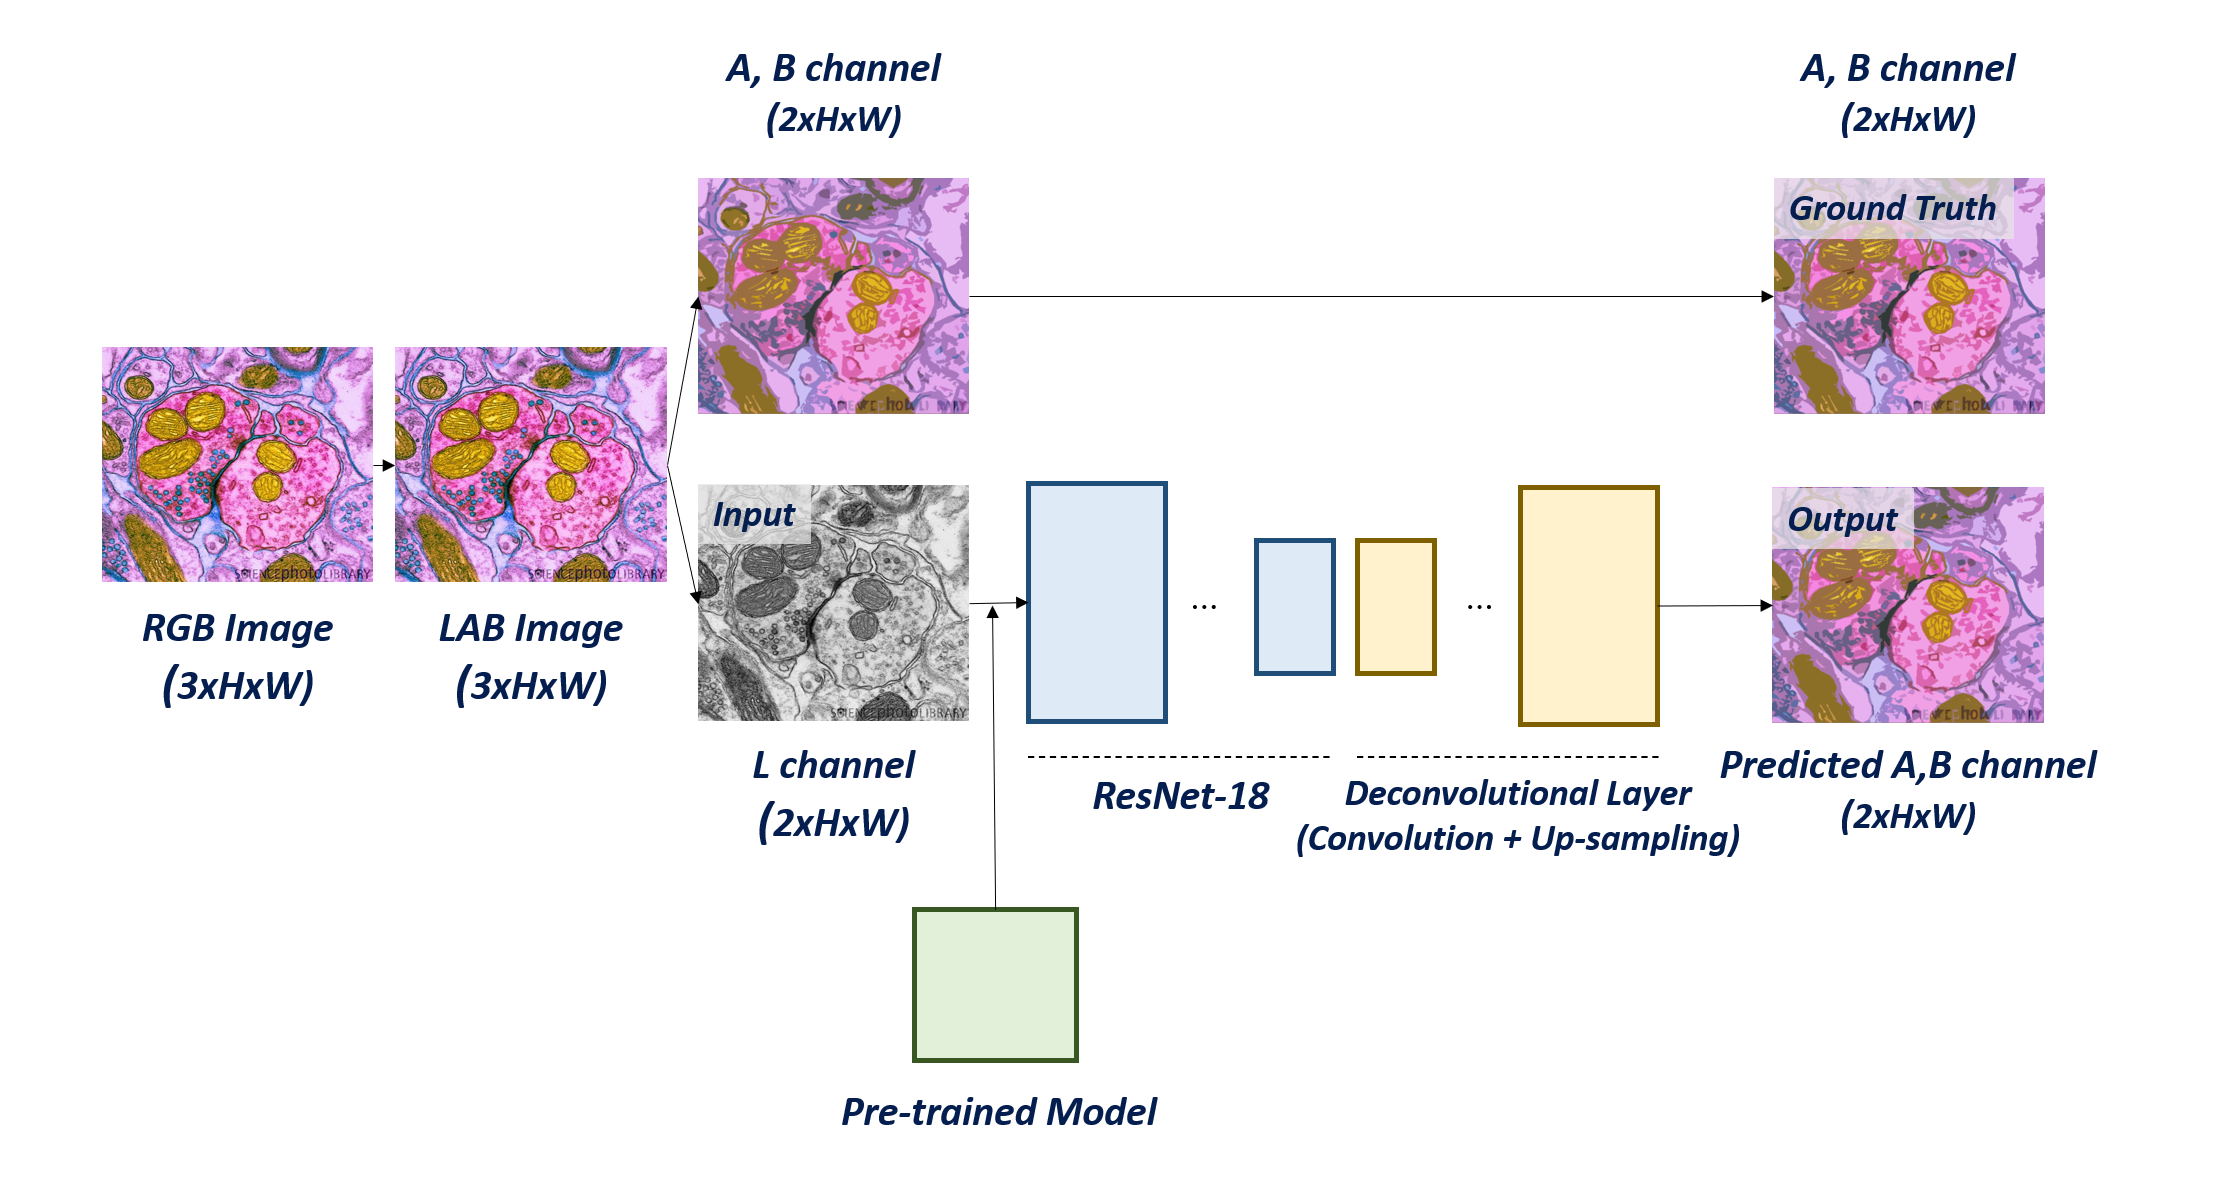 A, B channel
(2xHxW)
A, B channel
(2xHxW)
Ground Truth
Input
Output
SCIENCEphotoLIBRARY
SCIENCEphotoLIBRARY
SCIENCEphotoLIBRARY
RGB Image
(3xHxW)
LAB Image
(3xHxW)
L channel
(2xHxW)
...
...
ResNet-18
Deconvolutional Layer
(Convolution + Up-sampling)
Predicted A,B channel
(2xHxW)
Pre-trained Model